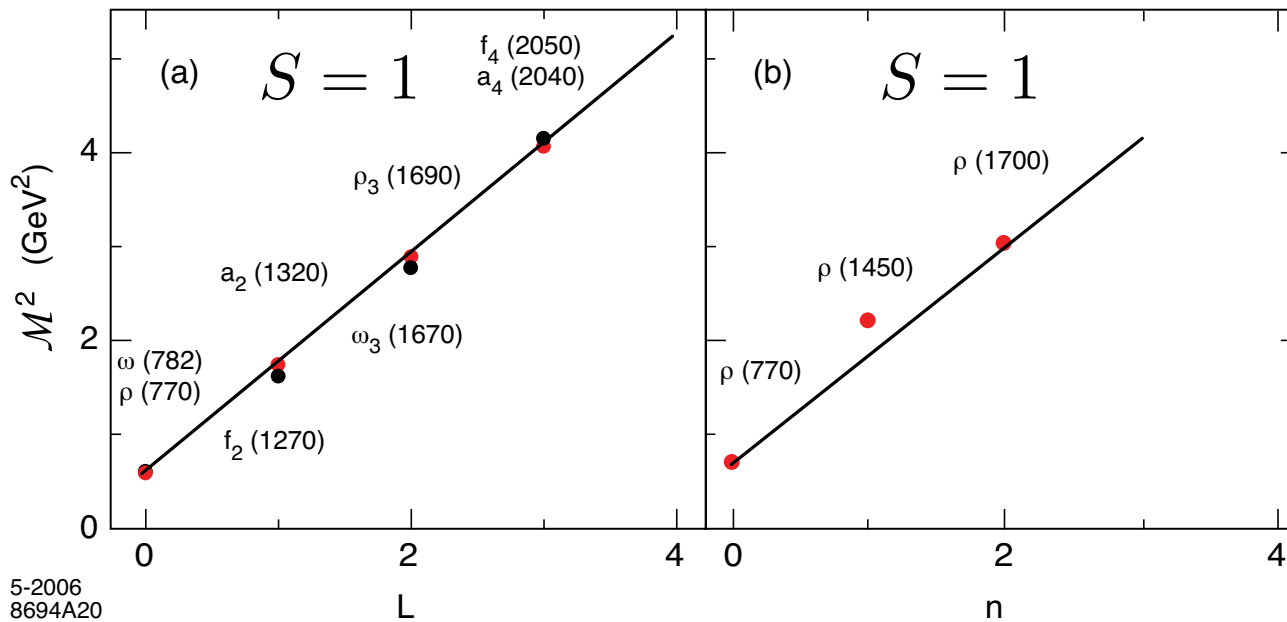 (a) S = 1
f₄ (2050)
a₄ (2040)
ρ₃ (1690)
a₂ (1320)
ω₃ (1670)
ω (782)
ρ (770)
f₂ (1270)
ℳ² (GeV²)
4
2
0
0 2 4
L
(b) S = 1
ρ (1700)
ρ (1450)
ρ (770)
0 2 4
n
5-2006
8694A20